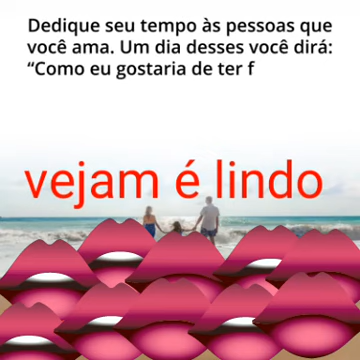 Dedique seu tempo às pessoas que
você ama. Um dia desses você dirá:
“Como eu gostaria de ter f
vejam é lindo